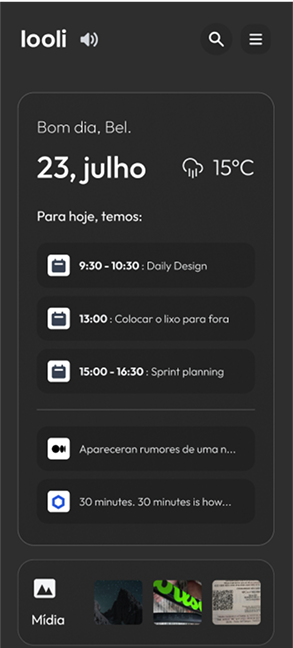 looli
Bom dia, Bel.
23, julho
15°C
Para hoje, temos:
9:30 - 10:30 : Daily Design
13:00 : Colocar o lixo para fora
15:00 - 16:30 : Sprint planning
Apareceran rumores de uma n...
30 minutes. 30 minutes is how...
Mídia